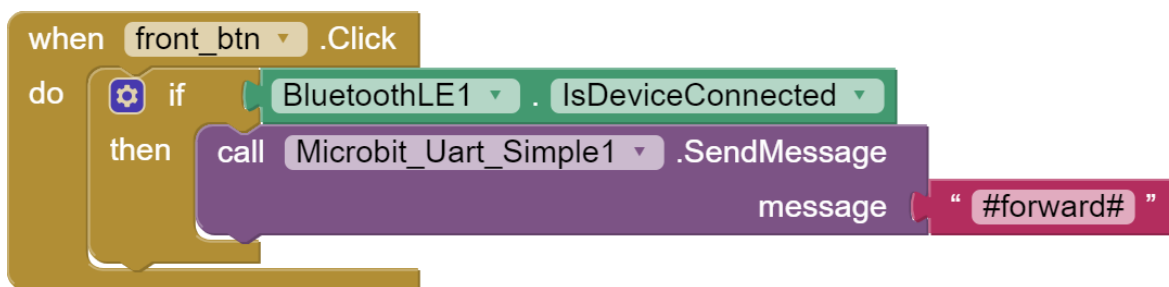 when front_btn .Click
do if BluetoothLE1 . IsDeviceConnected
then call Microbit_Uart_Simple1 .SendMessage
message “ #forward# ”